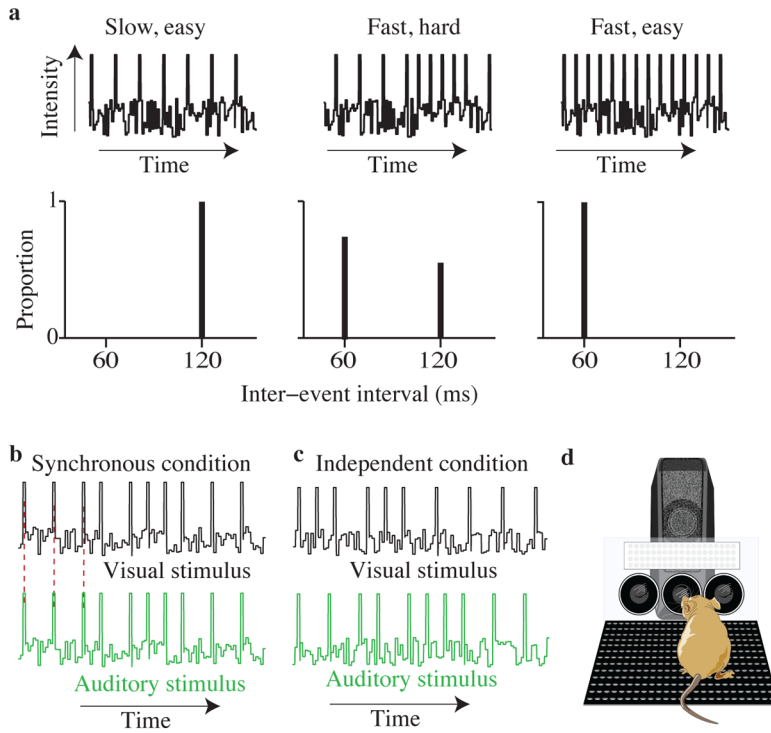 a
Slow, easy
Fast, hard
Fast, easy
Intensity
Time
Time
Time
Proportion
1
0
60
120
60
120
60
120
Inter–event interval (ms)
b
Synchronous condition
Visual stimulus
Auditory stimulus
Time
c
Independent condition
Visual stimulus
Auditory stimulus
Time
d